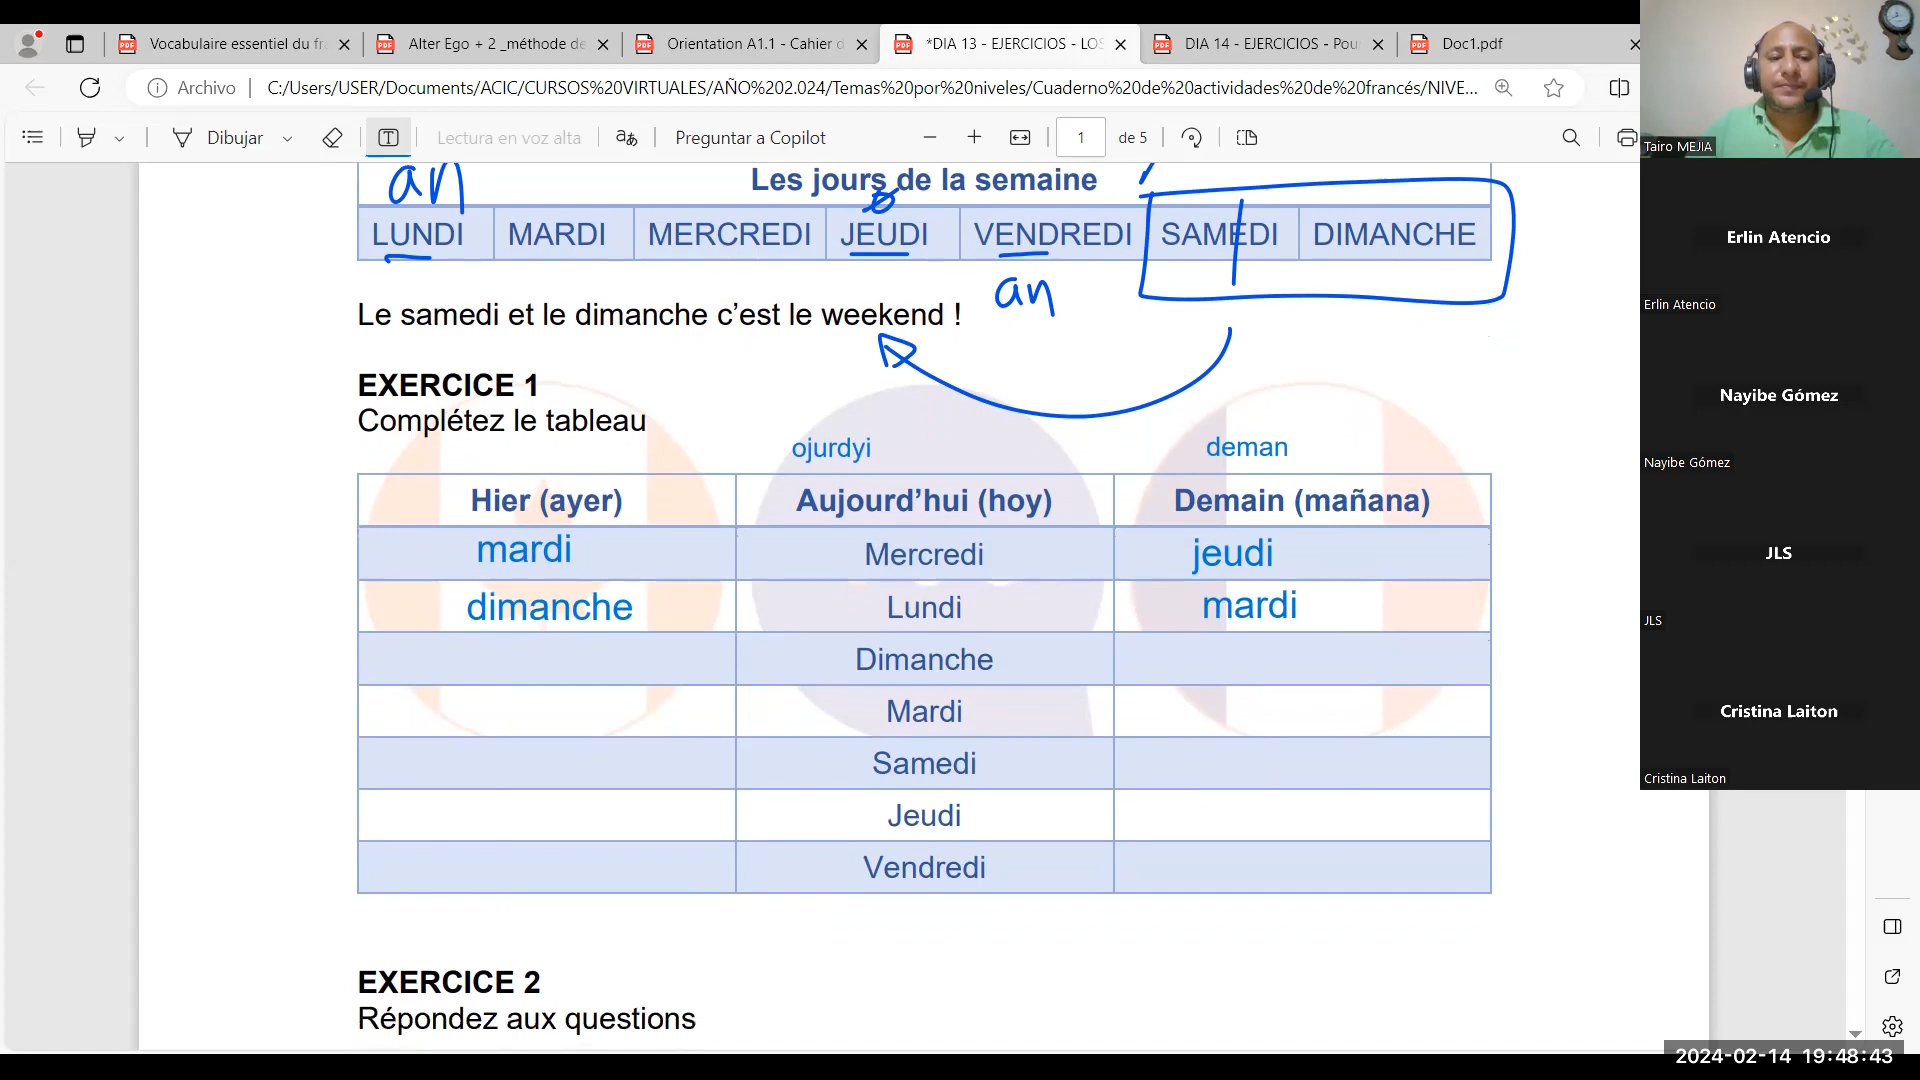 Vocabulaire essentiel du fr
Alter Ego + 2 _méthode de
Orientation A1.1 - Cahier d
*DIA 13 - EJERCICIOS - LOS
DIA 14 - EJERCICIOS - Pou
Doc1.pdf
Archivo
C:/Users/USER/Documents/ACIC/CURSOS%20VIRTUALES/AÑO%202.024/Temas%20por%20niveles/Cuaderno%20de%20actividades%20de%20francés/NIVE...
Dibujar
Lectura en voz alta
Preguntar a Copilot
1 de 5
an
Les jours de la semaine
LUNDI MARDI MERCREDI JEUDI VENDREDI SAMEDI DIMANCHE
an
Le samedi et le dimanche c’est le weekend !
EXERCICE 1
Complétez le tableau
ojurdyi deman
Hier (ayer) Aujourd’hui (hoy) Demain (mañana)
mardi Mercredi jeudi
dimanche Lundi mardi
Dimanche
Mardi
Samedi
Jeudi
Vendredi
EXERCICE 2
Répondez aux questions
Tairo MEJIA
Erlin Atencio
Erlin Atencio
Nayibe Gómez
Nayibe Gómez
JLS
JLS
Cristina Laiton
Cristina Laiton
2024-02-14 19:48:43